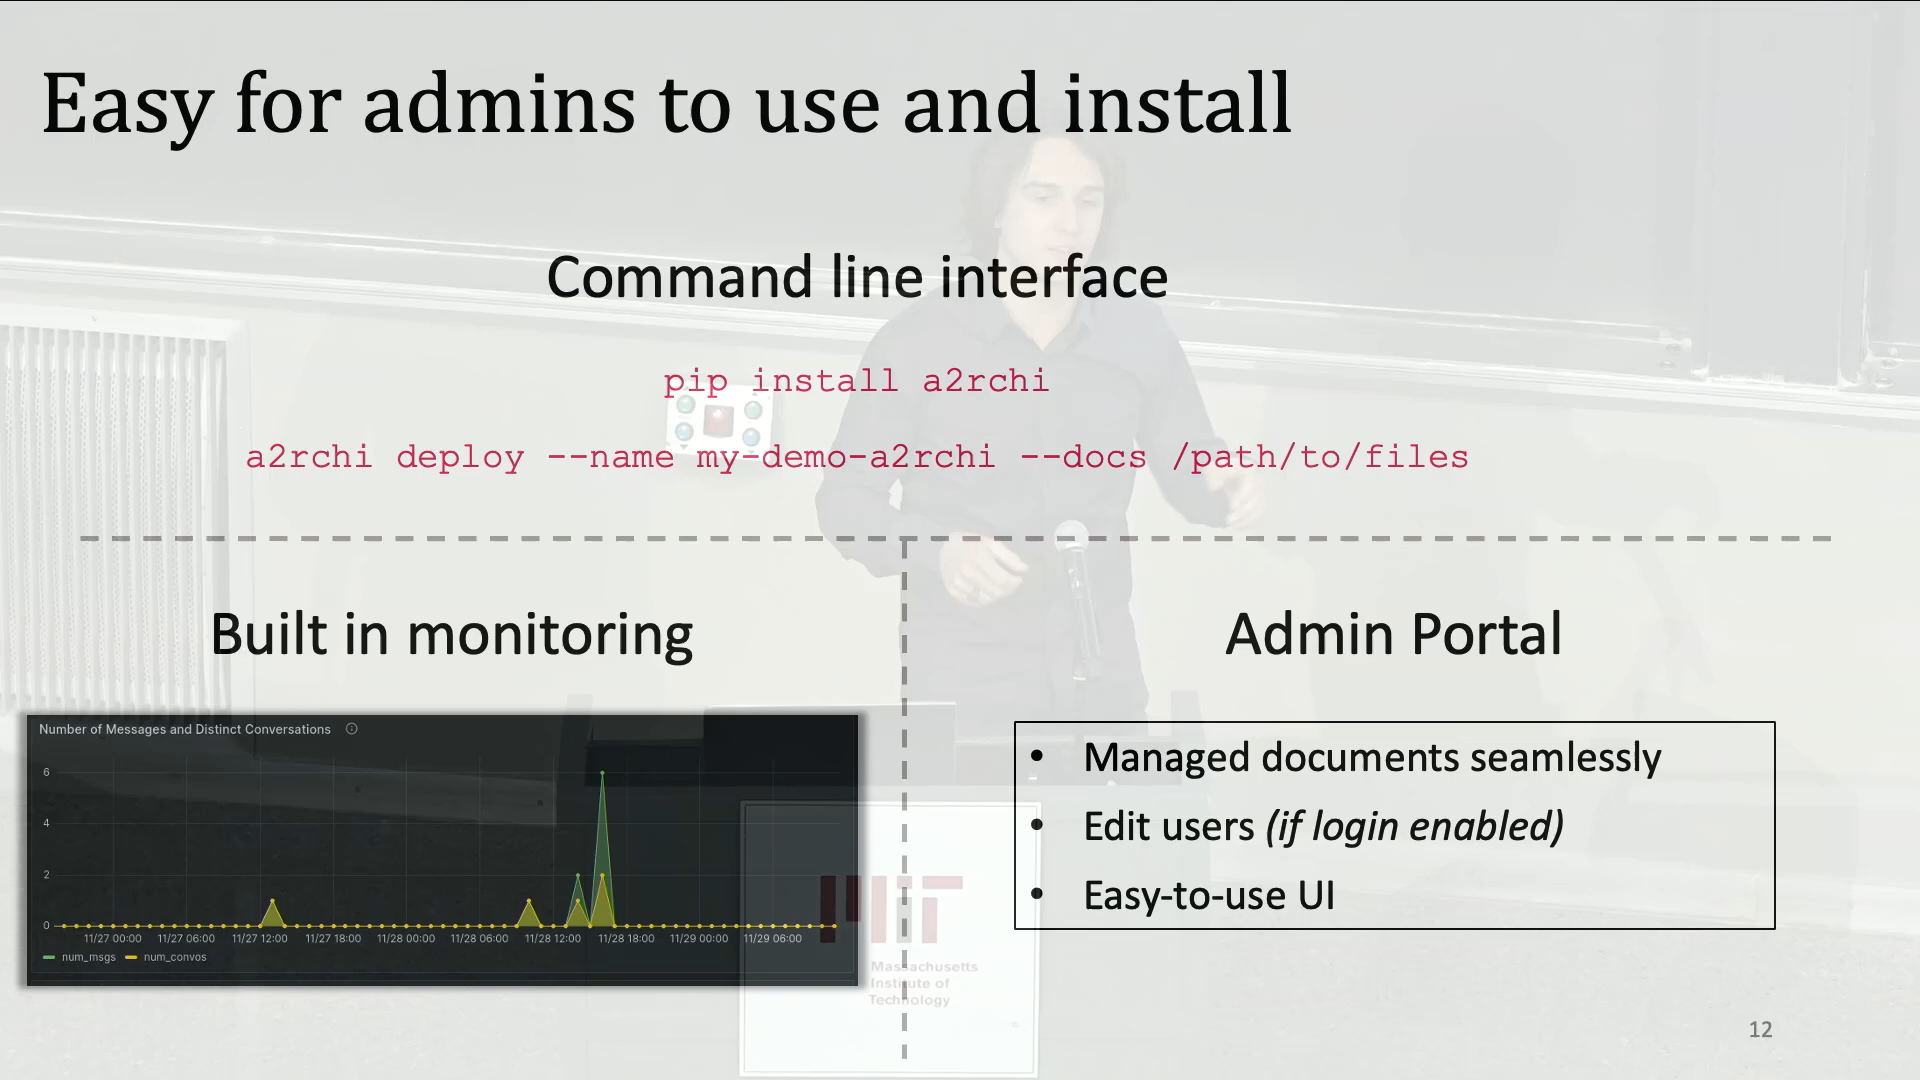 Easy for admins to use and install
Command line interface
pip install a2rchi
a2rchi deploy --name my-demo-a2rchi --docs /path/to/files
Built in monitoring
Number of Messages and Distinct Conversations
6
4
2
0
11/27 00:00 11/27 06:00 11/27 12:00 11/27 18:00 11/28 00:00 11/28 06:00 11/28 12:00 11/28 18:00 11/29 00:00 11/29 06:00
num_msgs num_convos
Admin Portal
• Managed documents seamlessly
• Edit users (if login enabled)
• Easy-to-use UI
MIT
Massachusetts
Institute of
Technology
12